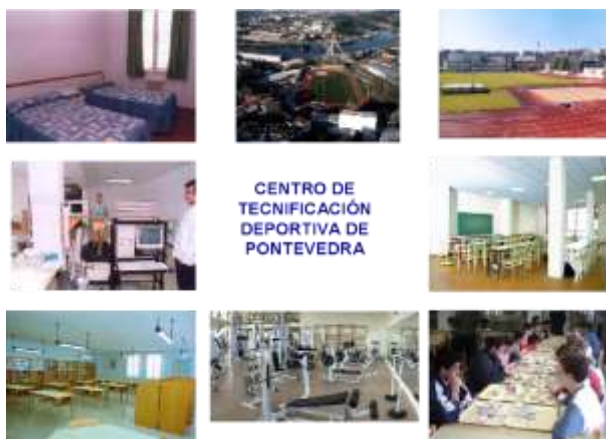 CENTRO DE
TECNIFICACIÓN
DEPORTIVA DE
PONTEVEDRA